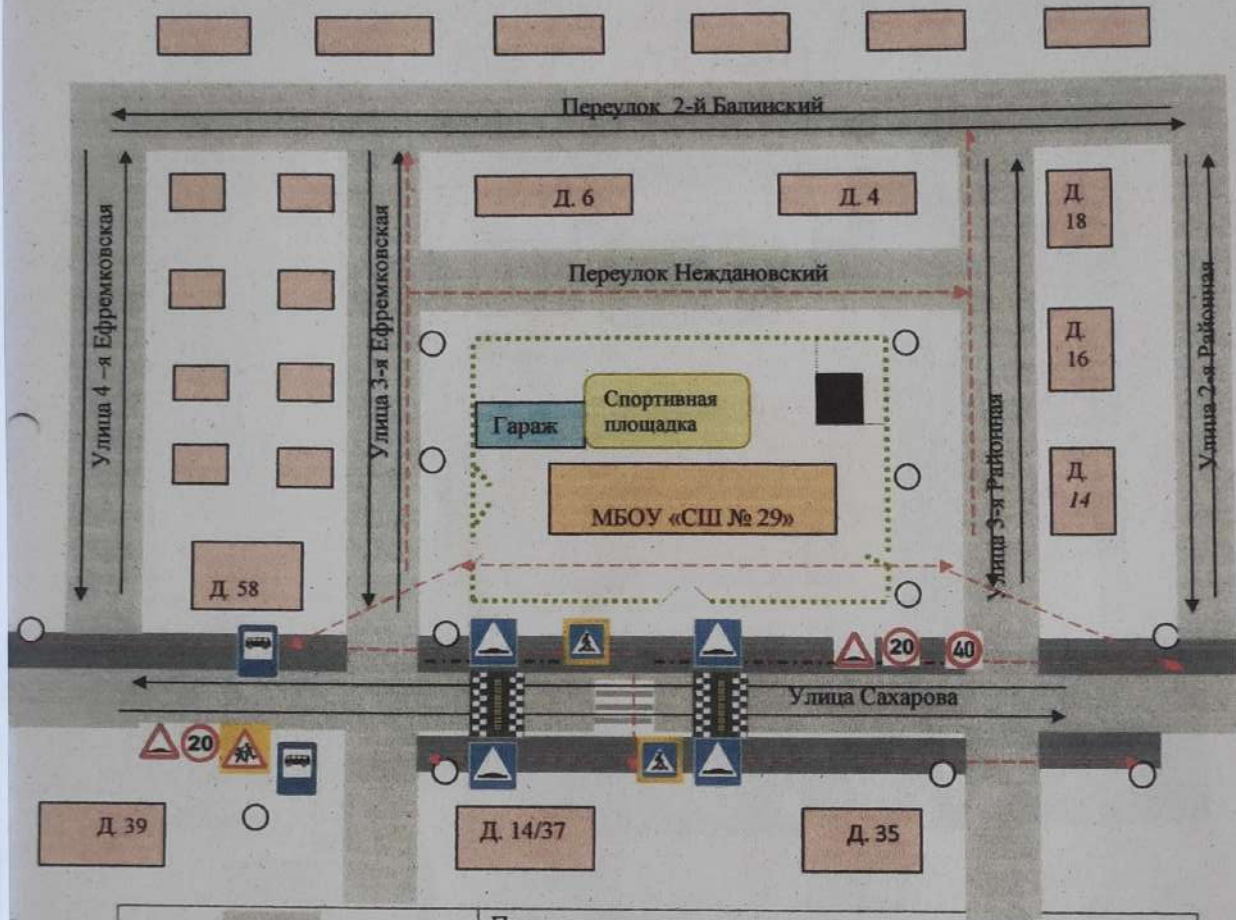 Переулок 2-й Балинский
Улица 4 –я Ефремковская
Улица 3-я Ефремковская
Д. 6
Д. 4
Д. 18
Переулок Неждановский
Улица 2-я Районная
Д. 16
Спортивная
площадка
Гараж
Улица 3-я Районная
Д. 14
МБОУ «СШ № 29»
Д. 58
20
40
Улица Сахарова
20
Д. 39
Д. 14/37
Д. 35